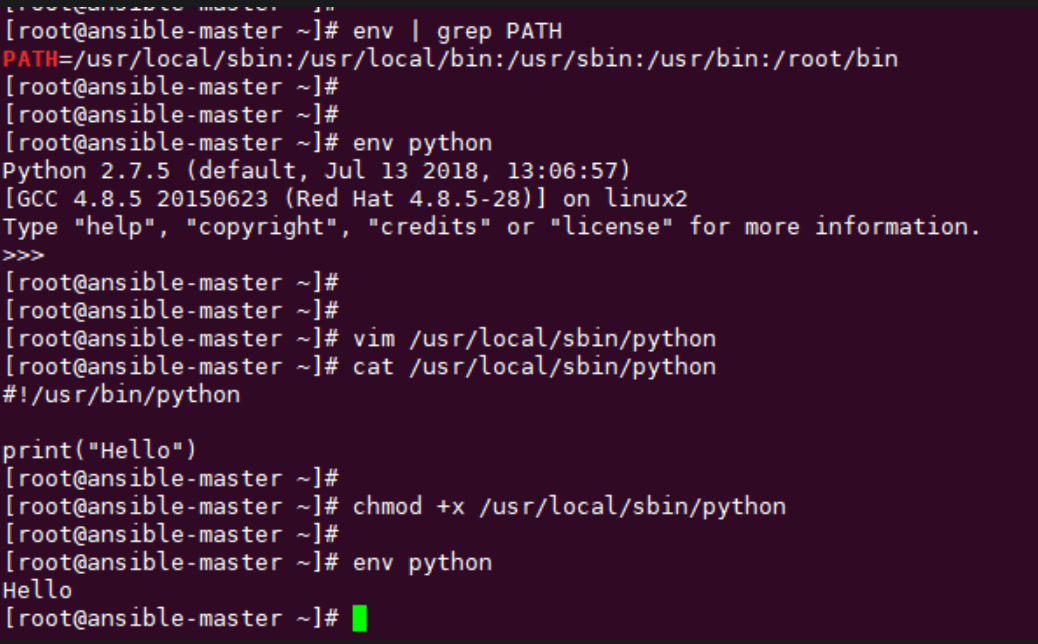 [root@ansible-master ~]#
[root@ansible-master ~]# env | grep PATH
PATH=/usr/local/sbin:/usr/local/bin:/usr/sbin:/usr/bin:/root/bin
[root@ansible-master ~]#
[root@ansible-master ~]#
[root@ansible-master ~]# env python
Python 2.7.5 (default, Jul 13 2018, 13:06:57)
[GCC 4.8.5 20150623 (Red Hat 4.8.5-28)] on linux2
Type "help", "copyright", "credits" or "license" for more information.
>>>
[root@ansible-master ~]#
[root@ansible-master ~]#
[root@ansible-master ~]# vim /usr/local/sbin/python
[root@ansible-master ~]# cat /usr/local/sbin/python
#!/usr/bin/python

print("Hello")
[root@ansible-master ~]#
[root@ansible-master ~]# chmod +x /usr/local/sbin/python
[root@ansible-master ~]#
[root@ansible-master ~]# env python
Hello
[root@ansible-master ~]#